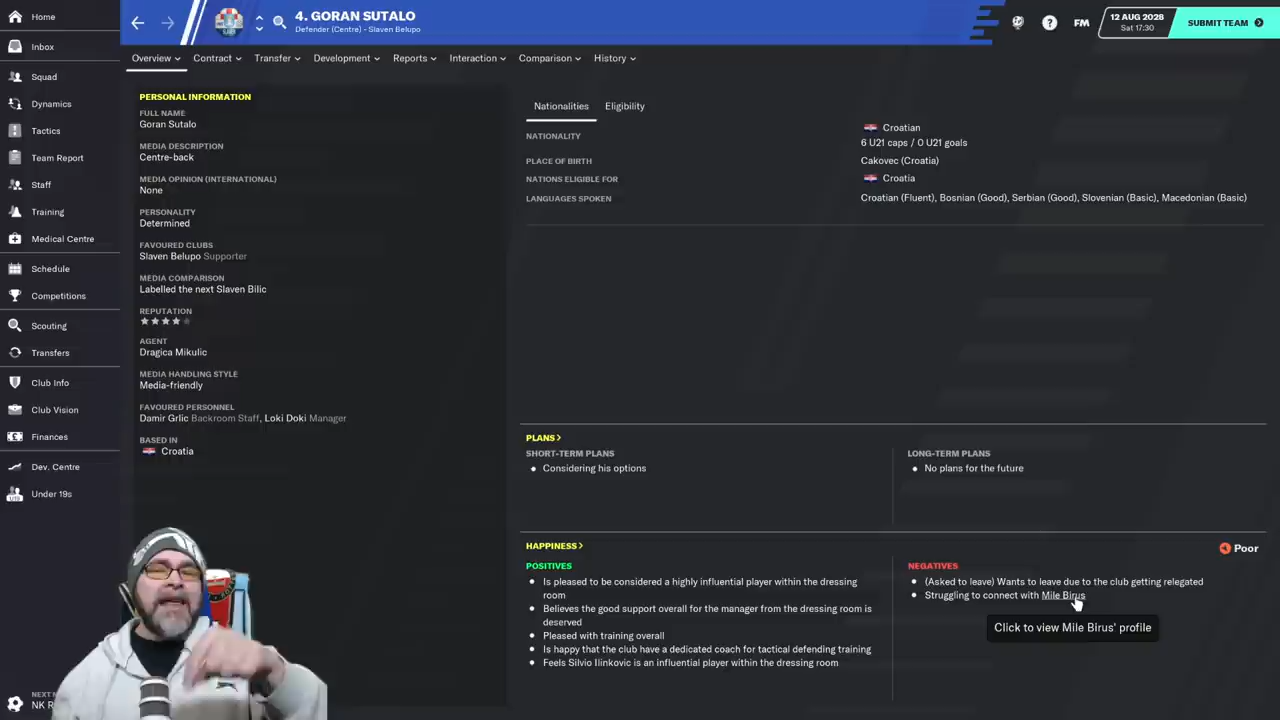 Home
Inbox
Squad
Dynamics
Tactics
Team Report
Staff
Training
Medical Centre
Schedule
Competitions
Scouting
Transfers
Club Info
Club Vision
Finances
Dev. Centre
Under 19s
NEXT
NK R
4. GORAN SUTALO
Defender (Centre) - Slaven Belupo
FM
12 AUG 2028
Sat 17:30
SUBMIT TEAM
Overview
Contract
Transfer
Development
Reports
Interaction
Comparison
History
PERSONAL INFORMATION
FULL NAME
Goran Sutalo
MEDIA DESCRIPTION
Centre-back
MEDIA OPINION (INTERNATIONAL)
None
PERSONALITY
Determined
FAVOURED CLUBS
Slaven Belupo Supporter
MEDIA COMPARISON
Labelled the next Slaven Bilic
REPUTATION
AGENT
Dragica Mikulic
MEDIA HANDLING STYLE
Media-friendly
FAVOURED PERSONNEL
Damir Grlic Backroom Staff, Loki Doki Manager
BASED IN
Croatia
Nationalities
Eligibility
NATIONALITY
Croatian
6 U21 caps / 0 U21 goals
PLACE OF BIRTH
Cakovec (Croatia)
NATIONS ELIGIBLE FOR
Croatia
LANGUAGES SPOKEN
Croatian (Fluent), Bosnian (Good), Serbian (Good), Slovenian (Basic), Macedonian (Basic)
PLANS >
SHORT-TERM PLANS
• Considering his options
LONG-TERM PLANS
• No plans for the future
HAPPINESS >
Poor
POSITIVES
• Is pleased to be considered a highly influential player within the dressing
room
• Believes the good support overall for the manager from the dressing room is
deserved
• Pleased with training overall
• Is happy that the club have a dedicated coach for tactical defending training
• Feels Silvio Ilinkovic is an influential player within the dressing room
NEGATIVES
• (Asked to leave) Wants to leave due to the club getting relegated
• Struggling to connect with Mile Birus
Click to view Mile Birus' profile